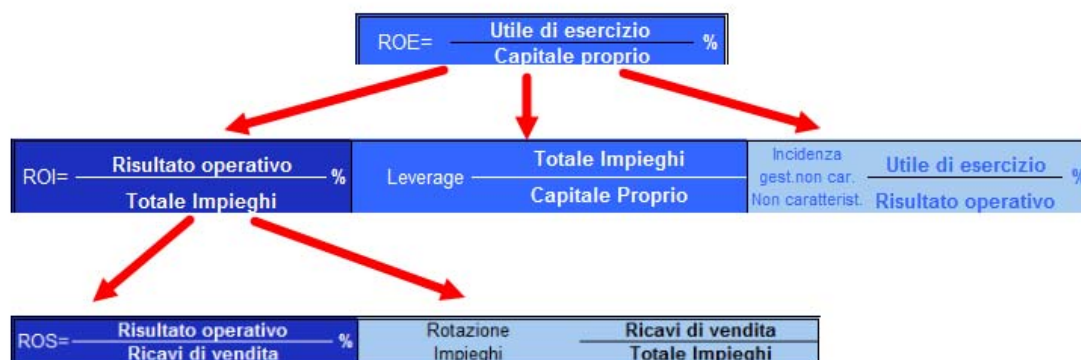 Utile di esercizio
ROE= %
Capitale proprio
Risultato operativo
ROI= %
Totale Impieghi
Totale Impieghi
Leverage
Capitale Proprio
Incidenza
gest.non car.
Non caratterist.
Utile di esercizio
%
Risultato operativo
Risultato operativo
ROS= %
Ricavi di vendita
Rotazione
Impieghi
Ricavi di vendita
Totale Impieghi